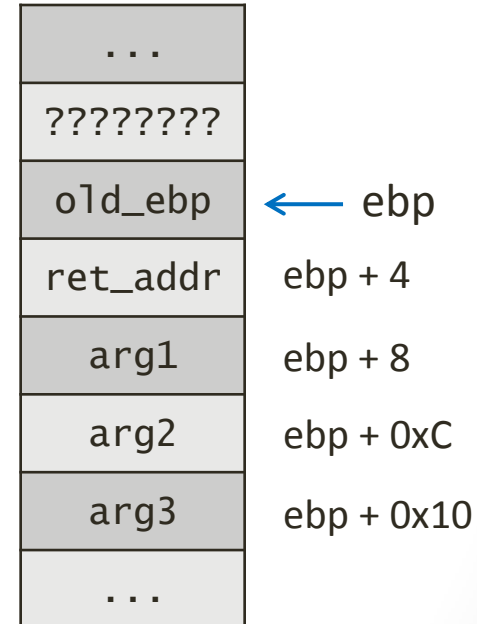 ...
????????
old_ebp ebp
ret_addr ebp + 4
arg1 ebp + 8
arg2 ebp + 0xC
arg3 ebp + 0x10
...